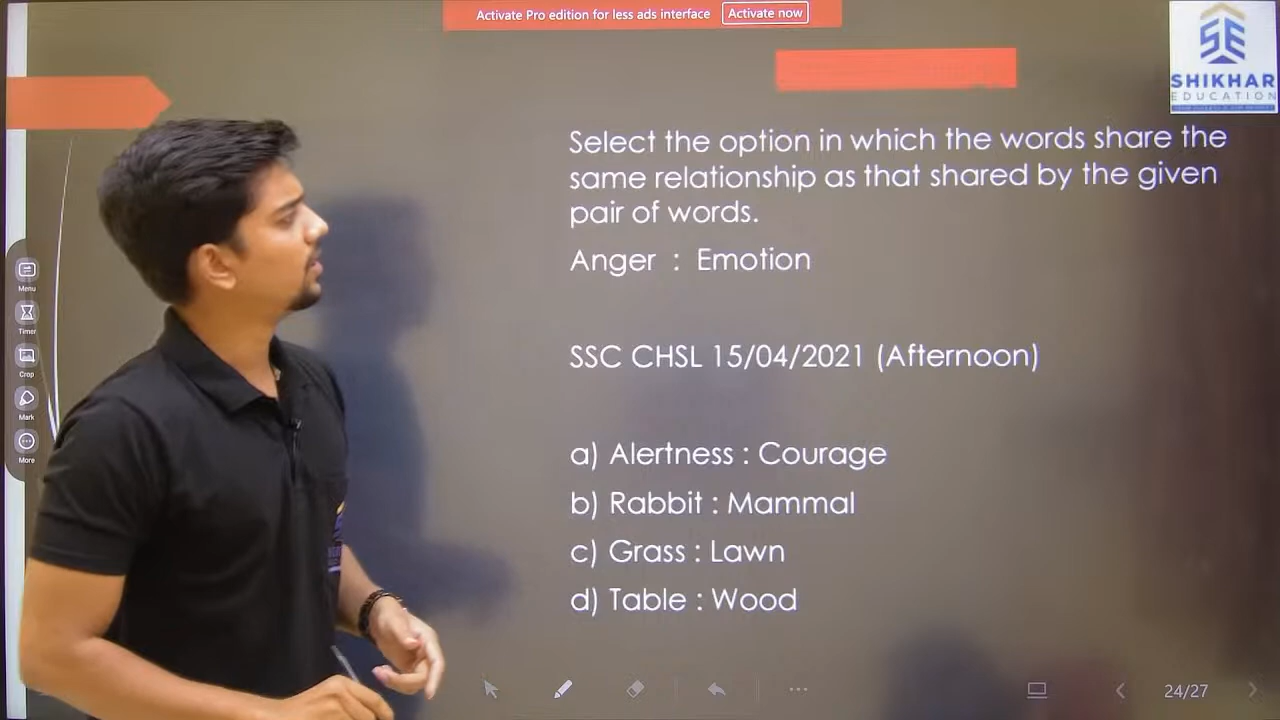 Activate Pro edition for less ads interface Activate now
SHIKHAR
EDUCATION
Select the option in which the words share the
same relationship as that shared by the given
pair of words.
Anger : Emotion
SSC CHSL 15/04/2021 (Afternoon)
a) Alertness : Courage
b) Rabbit : Mammal
c) Grass : Lawn
d) Table : Wood
Menu
Timer
Crop
Mark
More
24/27